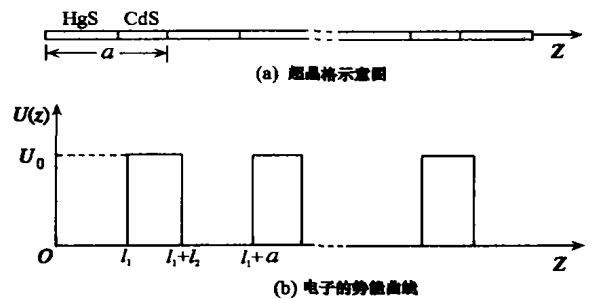 HgS CdS
a
Z
(a) 超晶格示意图
U(z)
U₀
O l₁ l₁+l₂ l₁+a Z
(b) 电子的势能曲线